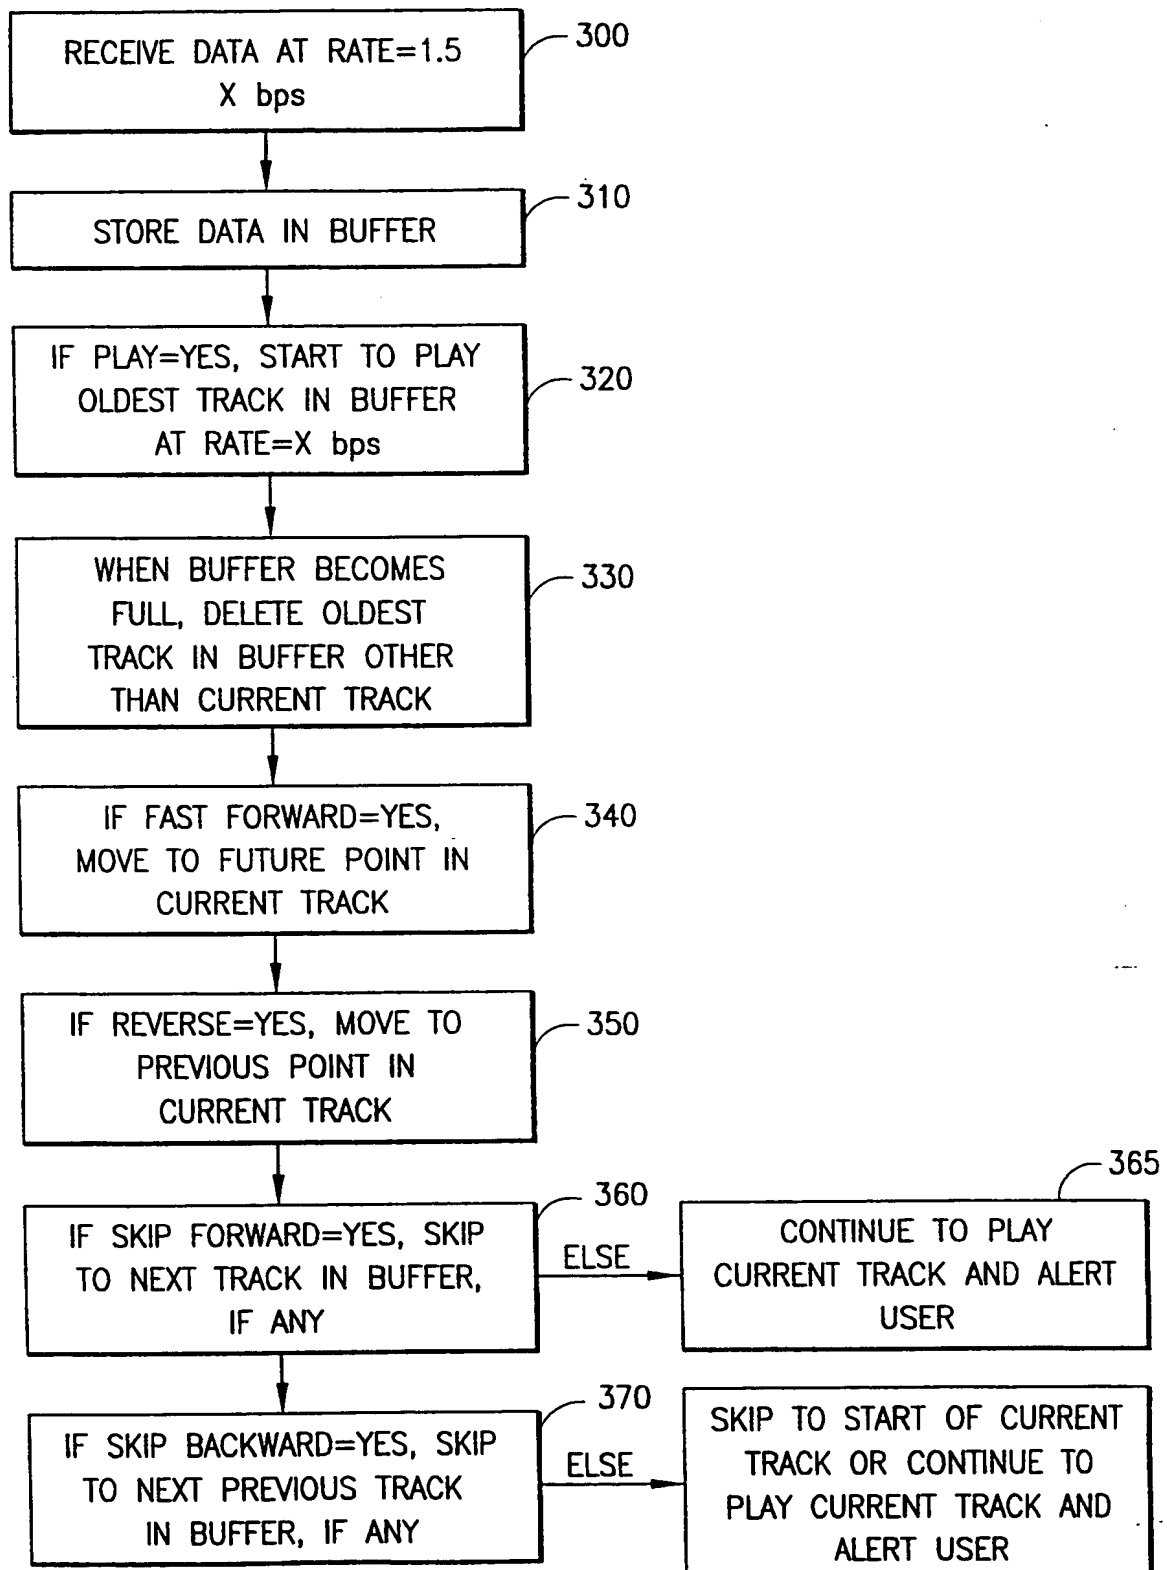 RECEIVE DATA AT RATE=1.5
X bps
300
STORE DATA IN BUFFER
310
IF PLAY=YES, START TO PLAY
OLDEST TRACK IN BUFFER
AT RATE=X bps
320
WHEN BUFFER BECOMES
FULL, DELETE OLDEST
TRACK IN BUFFER OTHER
THAN CURRENT TRACK
330
IF FAST FORWARD=YES,
MOVE TO FUTURE POINT IN
CURRENT TRACK
340
IF REVERSE=YES, MOVE TO
PREVIOUS POINT IN
CURRENT TRACK
350
IF SKIP FORWARD=YES, SKIP
TO NEXT TRACK IN BUFFER,
IF ANY
360
ELSE
CONTINUE TO PLAY
CURRENT TRACK AND ALERT
USER
365
IF SKIP BACKWARD=YES, SKIP
TO NEXT PREVIOUS TRACK
IN BUFFER, IF ANY
370
ELSE
SKIP TO START OF CURRENT
TRACK OR CONTINUE TO
PLAY CURRENT TRACK AND
ALERT USER